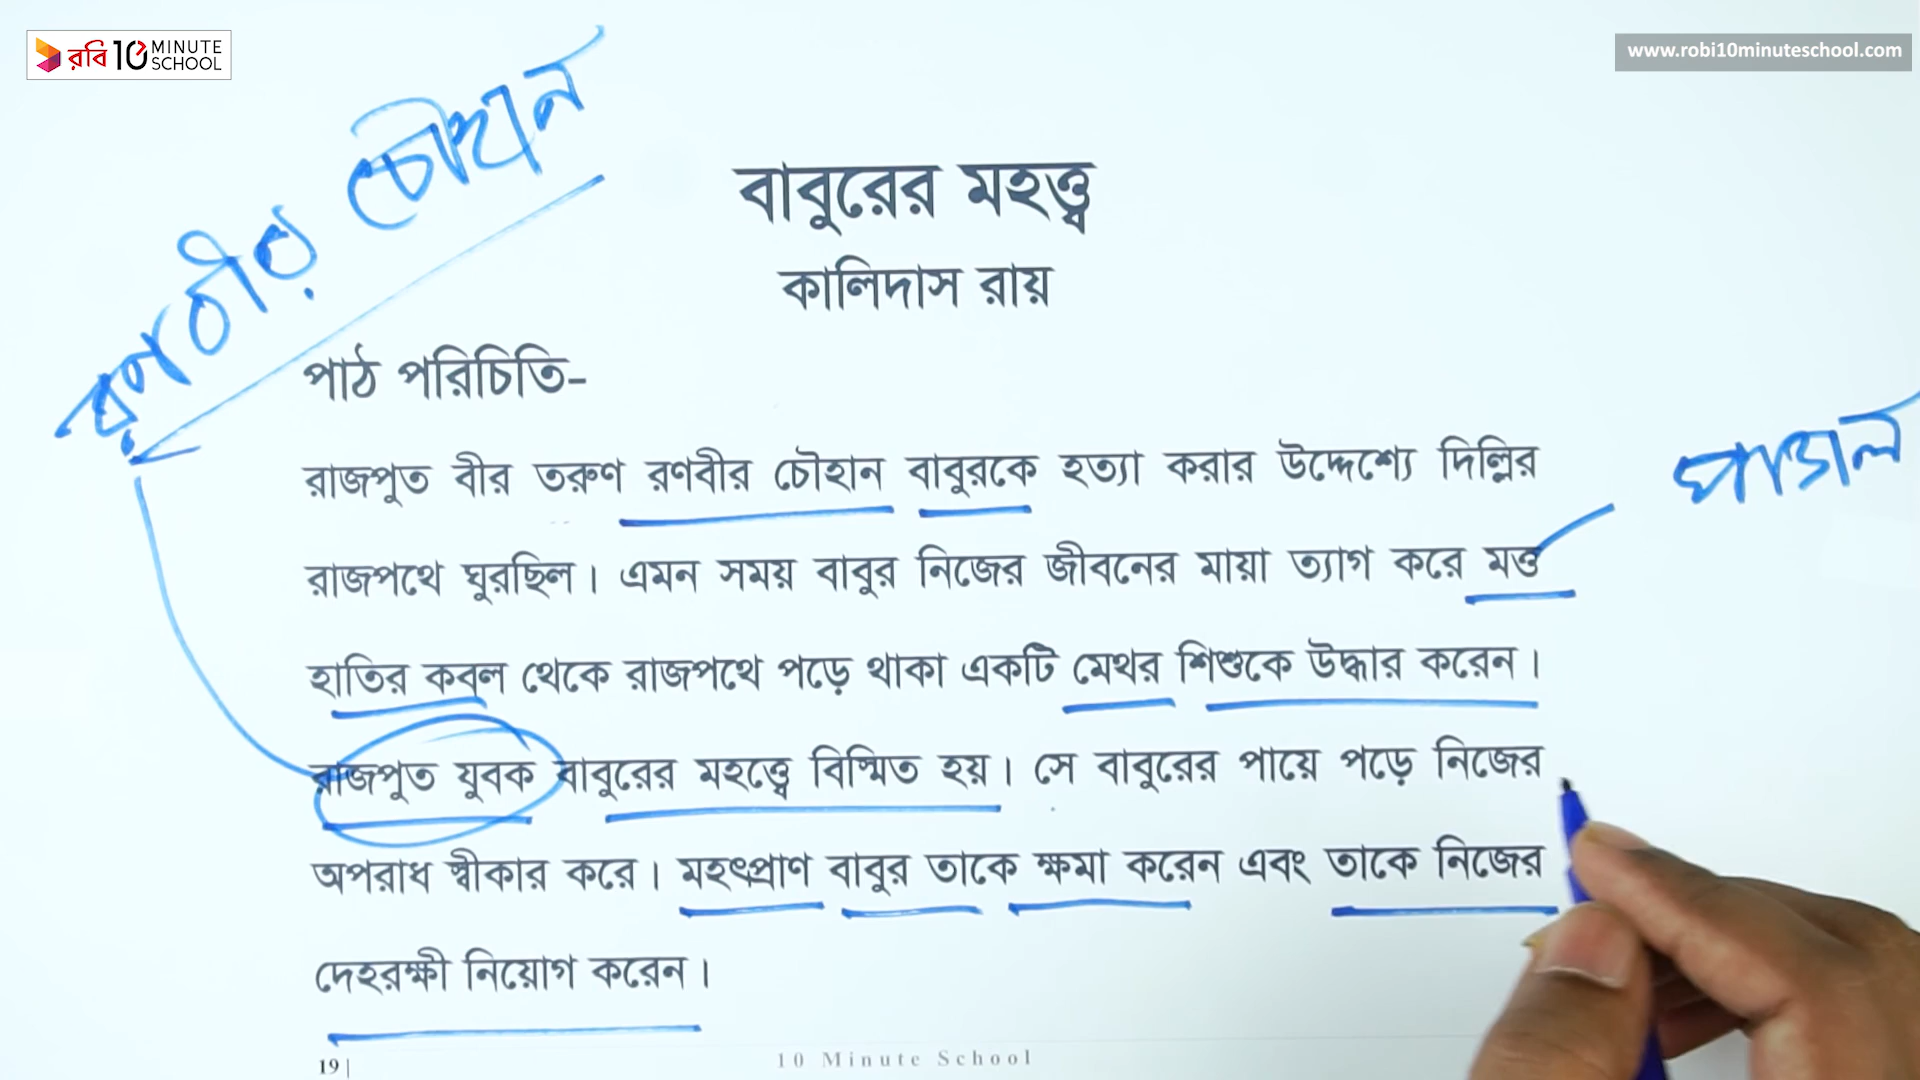 রবি 10 MINUTE SCHOOL
www.robi10minuteschool.com
রণবীর চৌহান
বাবুরের মহত্ত্ব
কালিদাস রায়
পাঠ পরিচিতি-
রাজপুত বীর তরুণ রণবীর চৌহান বাবুরকে হত্যা করার উদ্দেশ্যে দিল্লির
রাজপথে ঘুরছিল। এমন সময় বাবুর নিজের জীবনের মায়া ত্যাগ করে মত্ত
পাগল
হাতির কবল থেকে রাজপথে পড়ে থাকা একটি মেথর শিশুকে উদ্ধার করেন।
রাজপুত যুবক বাবুরের মহত্ত্বে বিস্মিত হয়। সে বাবুরের পায়ে পড়ে নিজের
অপরাধ স্বীকার করে। মহৎপ্রাণ বাবুর তাকে ক্ষমা করেন এবং তাকে নিজের
দেহরক্ষী নিয়োগ করেন।
19|
10 Minute School